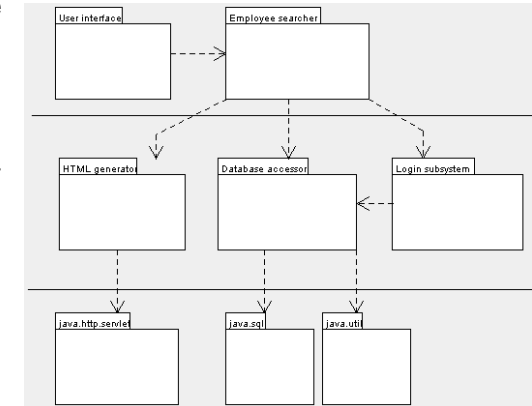 User interface
Employee searcher
HTML generator
Database accessor
Login subsystem
java.http.servlet
java.sql
java.util